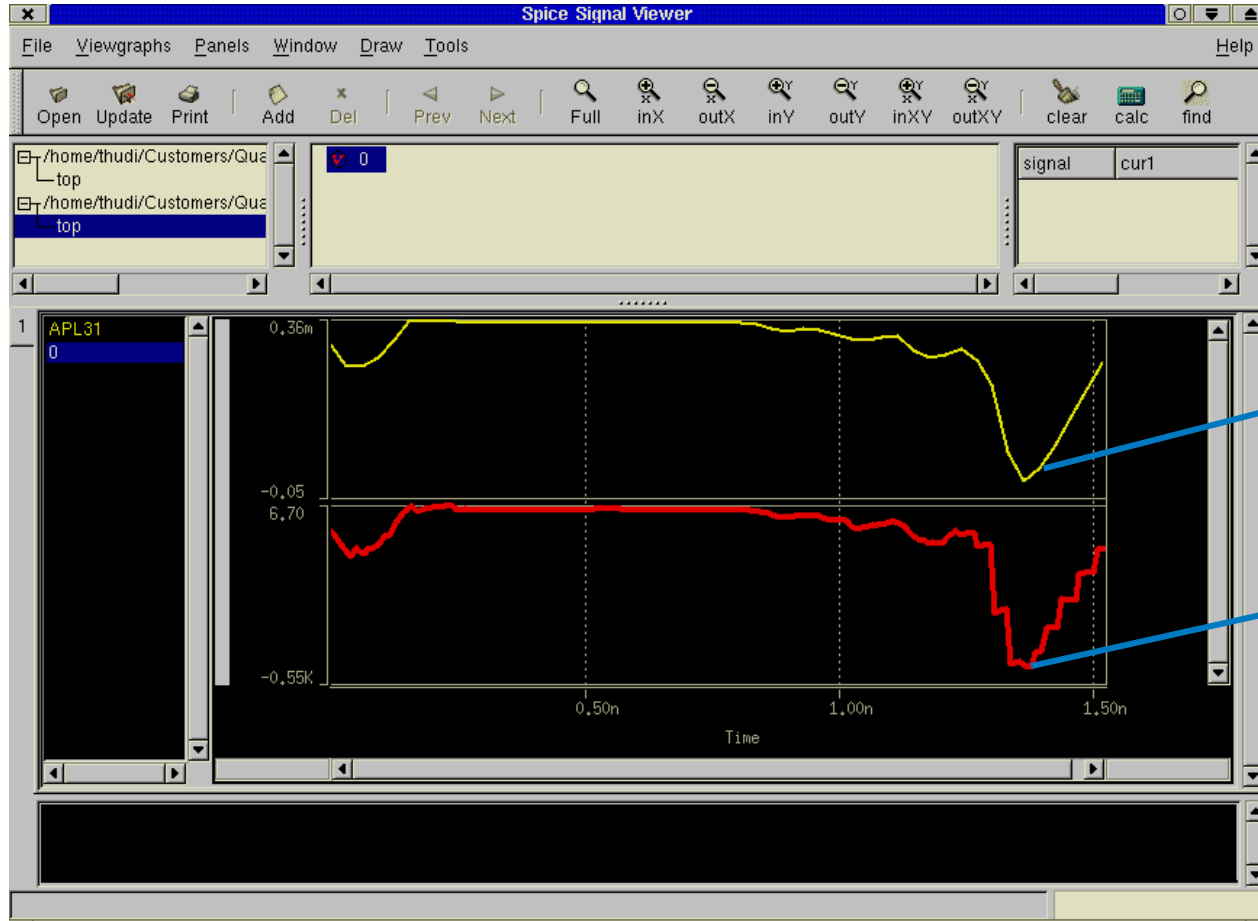 Spice Signal Viewer
File Viewgraphs Panels Window Draw Tools Help
Open Update Print Add Del Prev Next Full inX outX inY outY inXY outXY clear calc find
/home/thudi/Customers/Qua
top
/home/thudi/Customers/Qua
top
0
signal cur1
1
APL31
0
0.36m
-0.05
6.70
-0.55K
0.50n 1.00n 1.50n
Time